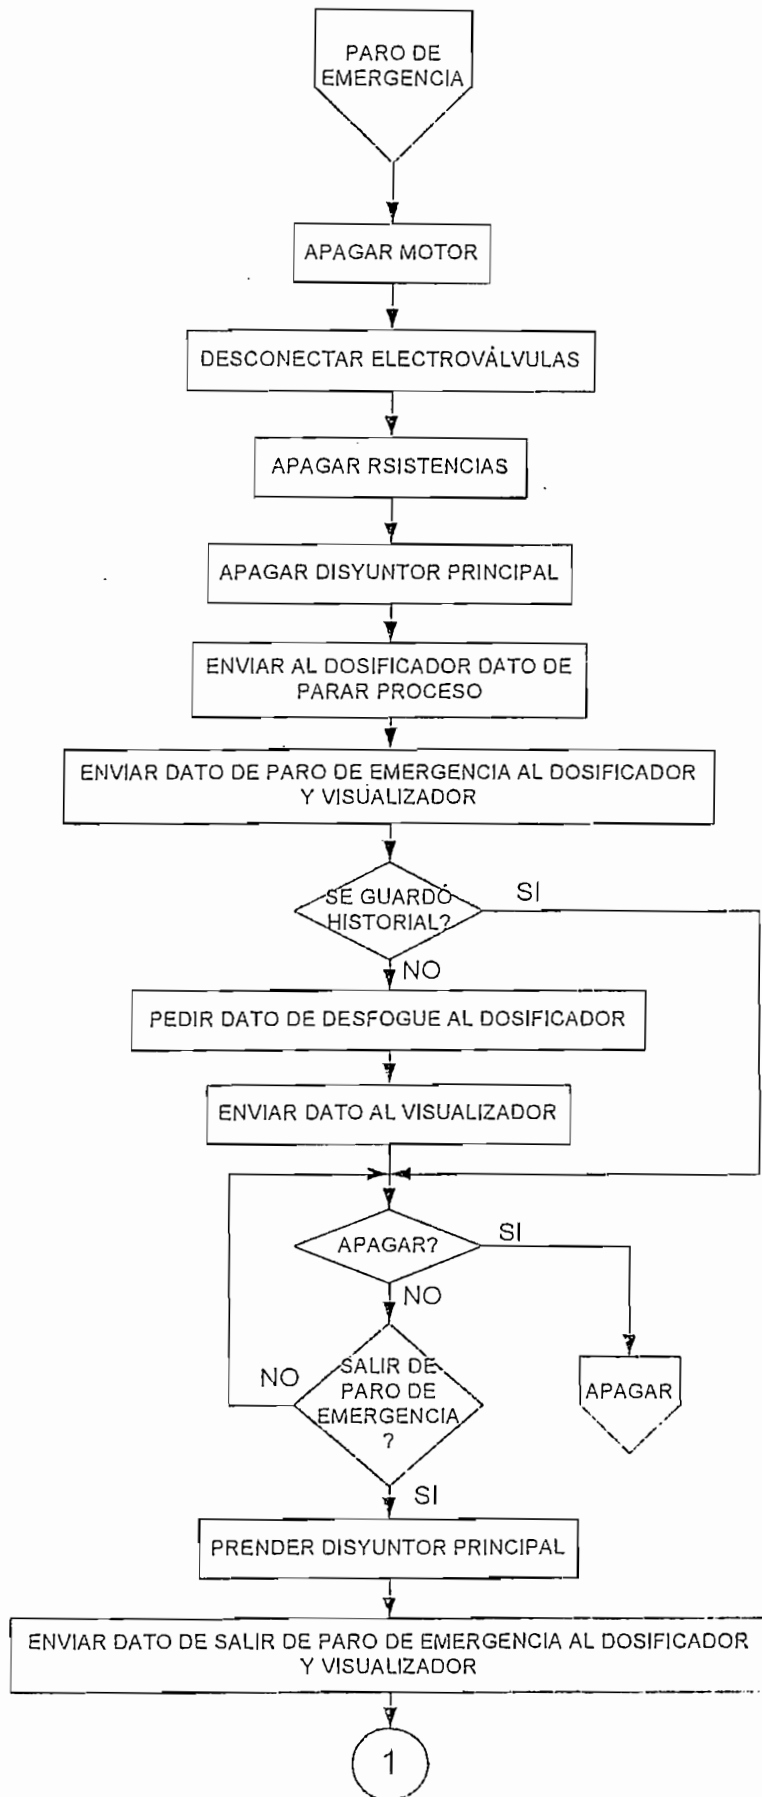 PARO DE
EMERGENCIA
APAGAR MOTOR
DESCONECTAR ELECTROVÁLVULAS
APAGAR RSISTENCIAS
APAGAR DISYUNTOR PRINCIPAL
ENVIAR AL DOSIFICADOR DATO DE
PARAR PROCESO
ENVIAR DATO DE PARO DE EMERGENCIA AL DOSIFICADOR
Y VISUALIZADOR
SE GUARDÓ
HISTORIAL?
SI
NO
PEDIR DATO DE DESFOGUE AL DOSIFICADOR
ENVIAR DATO AL VISUALIZADOR
APAGAR?
SI
NO
SALIR DE
PARO DE
EMERGENCIA
?
NO
APAGAR
SI
PRENDER DISYUNTOR PRINCIPAL
ENVIAR DATO DE SALIR DE PARO DE EMERGENCIA AL DOSIFICADOR
Y VISUALIZADOR
1